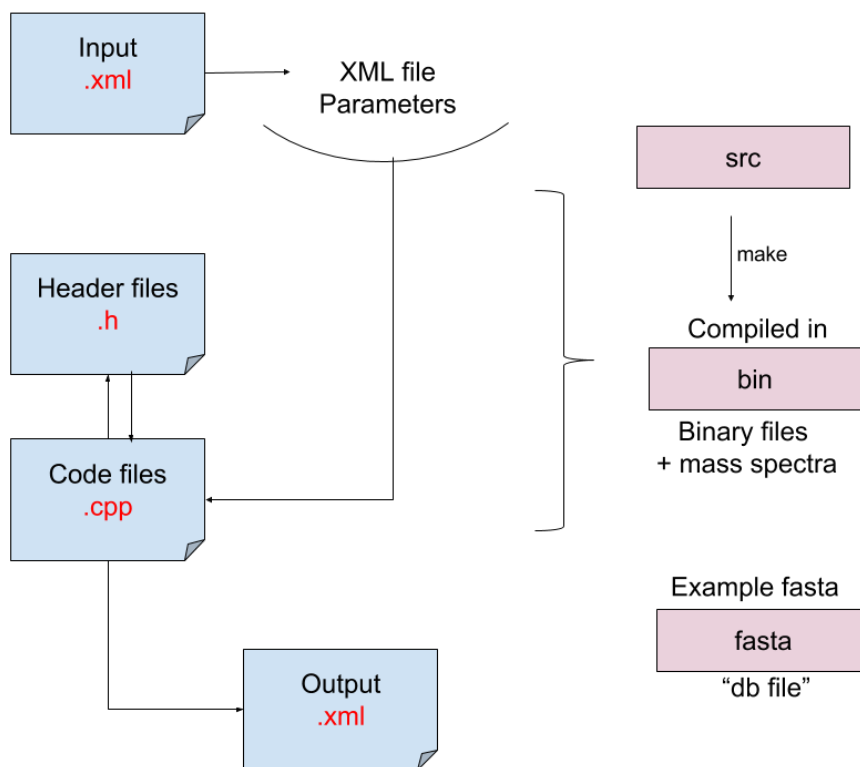 Input
.xml
XML file
Parameters
src
make
Header files
.h
Compiled in
bin
Binary files
+ mass spectra
Code files
.cpp
Example fasta
fasta
“db file”
Output
.xml